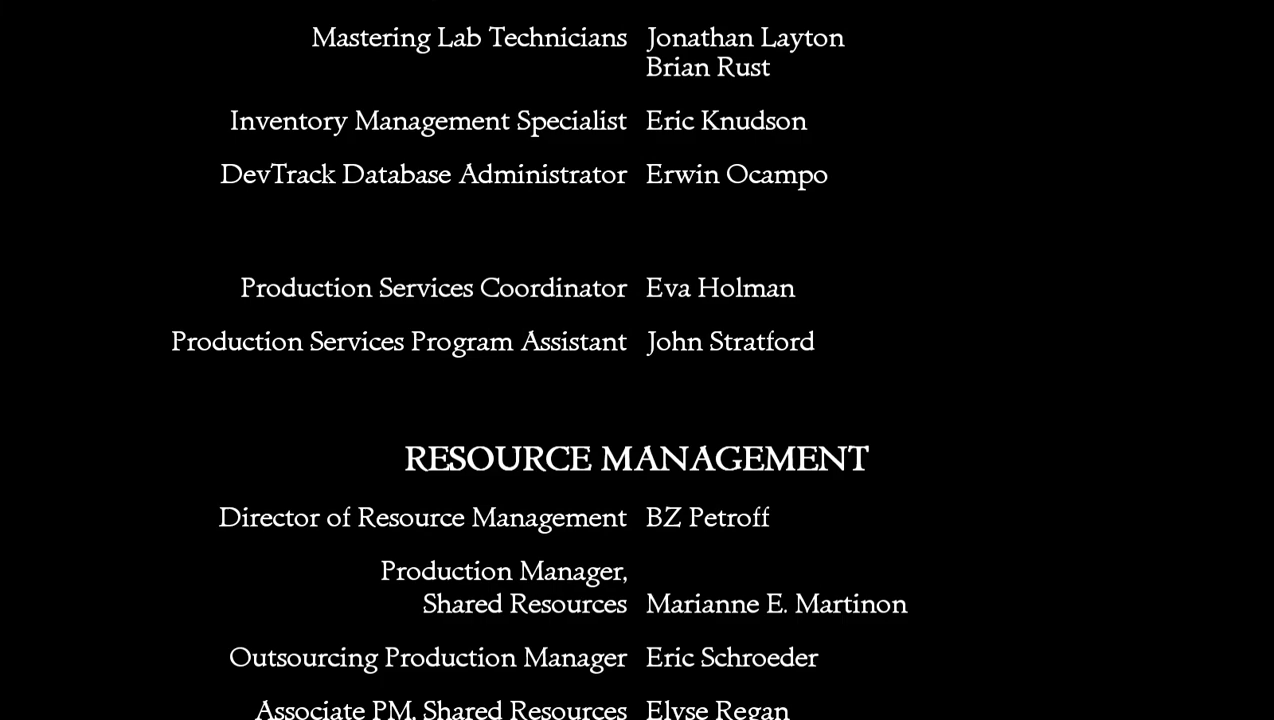 Mastering Lab Technicians Jonathan Layton
Brian Rust
Inventory Management Specialist Eric Knudson
DevTrack Database Administrator Erwin Ocampo
Production Services Coordinator Eva Holman
Production Services Program Assistant John Stratford
RESOURCE MANAGEMENT
Director of Resource Management BZ Petroff
Production Manager,
Shared Resources Marianne E. Martinon
Outsourcing Production Manager Eric Schroeder
Associate PM, Shared Resources Elyse Regan